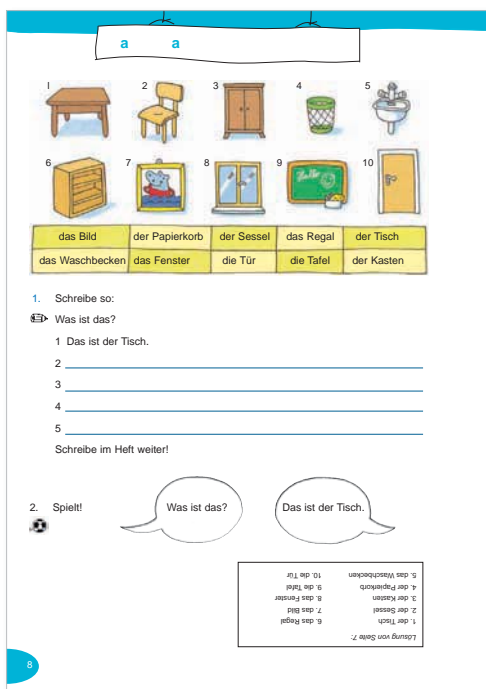 a a
1 2 3 4 5
6 7 8 9 10
Hallo
das Bild der Papierkorb der Sessel das Regal der Tisch
das Waschbecken das Fenster die Tür die Tafel der Kasten
1. Schreibe so:
Was ist das?
1 Das ist der Tisch.
2
3
4
5
Schreibe im Heft weiter!
2. Spielt!
Was ist das?
Das ist der Tisch.
Lösung von Seite 7:
1. der Tisch 6. das Regal
2. der Sessel 7. das Bild
3. der Kasten 8. das Fenster
4. der Papierkorb 9. die Tafel
5. das Waschbecken 10. die Tür
8